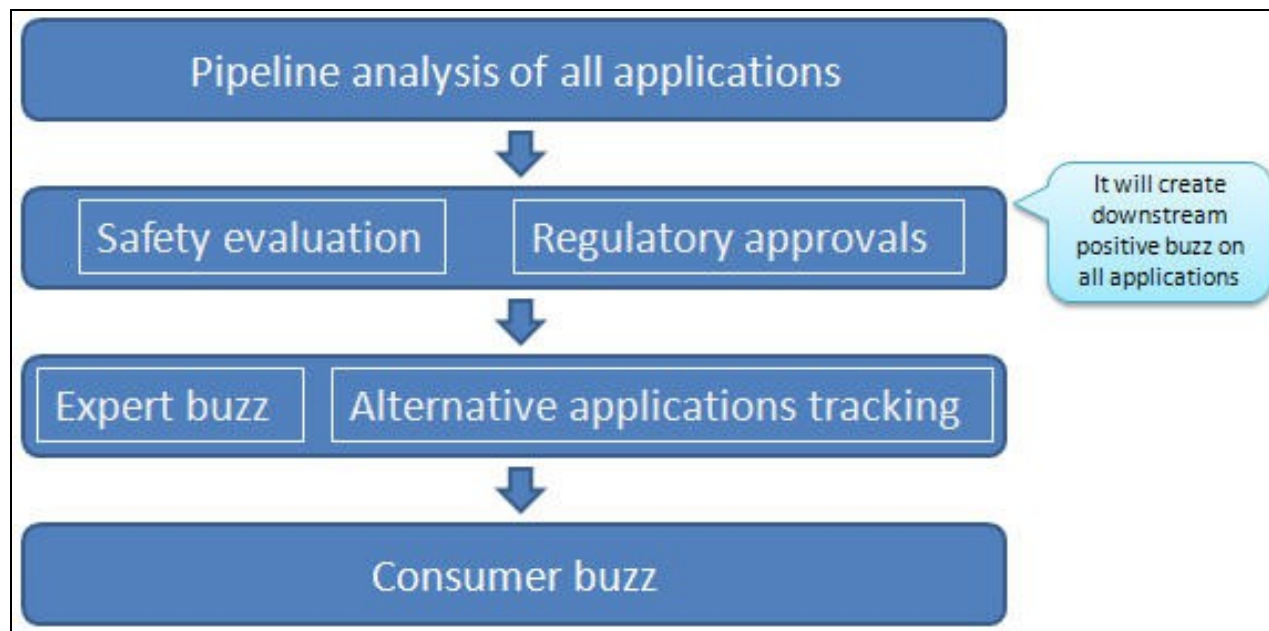 Pipeline analysis of all applications
Safety evaluation
Regulatory approvals
It will create
downstream
positive buzz on
all applications
Expert buzz
Alternative applications tracking
Consumer buzz